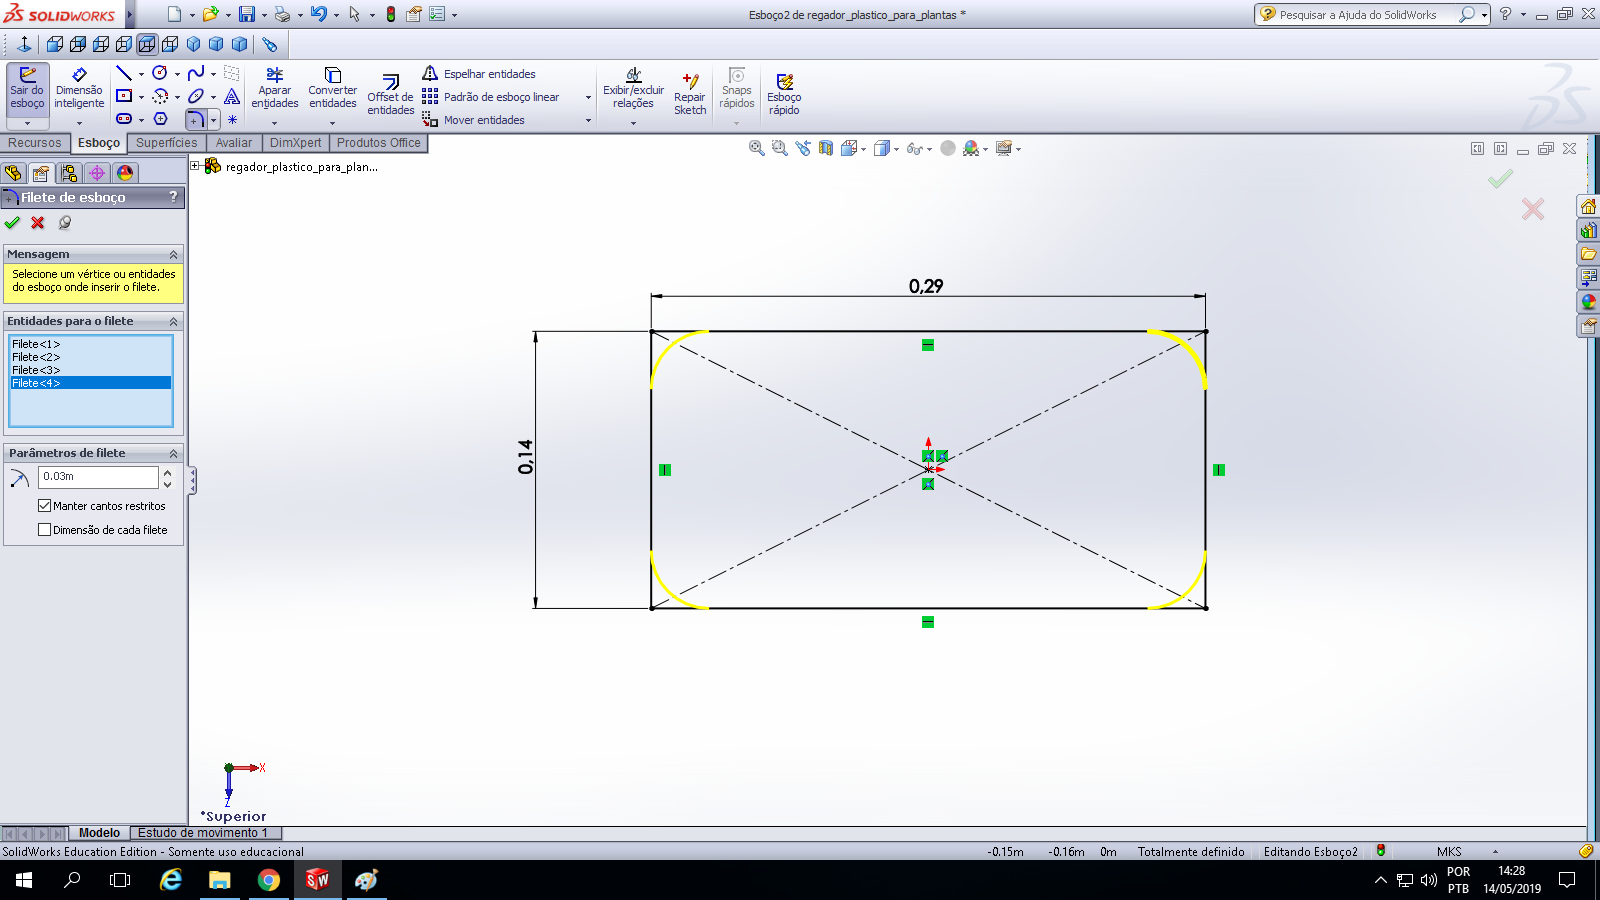 SOLIDWORKS
Esboço2 de regador_plastico_para_plantas *
Pesquisar a Ajuda do SolidWorks
Sair do esboço
Dimensão inteligente
Aparar entidades
Converter entidades
Offset de entidades
Espelhar entidades
Padrão de esboço linear
Mover entidades
Exibir/excluir relações
Repair Sketch
Snaps rápidos
Esboço rápido
Recursos
Esboço
Superfícies
Avaliar
DimXpert
Produtos Office
regador_plastico_para_plan...
Filete de esboço
?
Mensagem
Selecione um vértice ou entidades
do esboço onde inserir o filete.
Entidades para o filete
Filete<1>
Filete<2>
Filete<3>
Filete<4>
Parâmetros de filete
0.03m
Manter cantos restritos
Dimensão de cada filete
0,29
0,14
X
Z
*Superior
Modelo
Estudo de movimento 1
SolidWorks Education Edition - Somente uso educacional
-0.15m
-0.16m
0m
Totalmente definido
Editando Esboço2
MKS
POR
PTB
14:28
14/05/2019